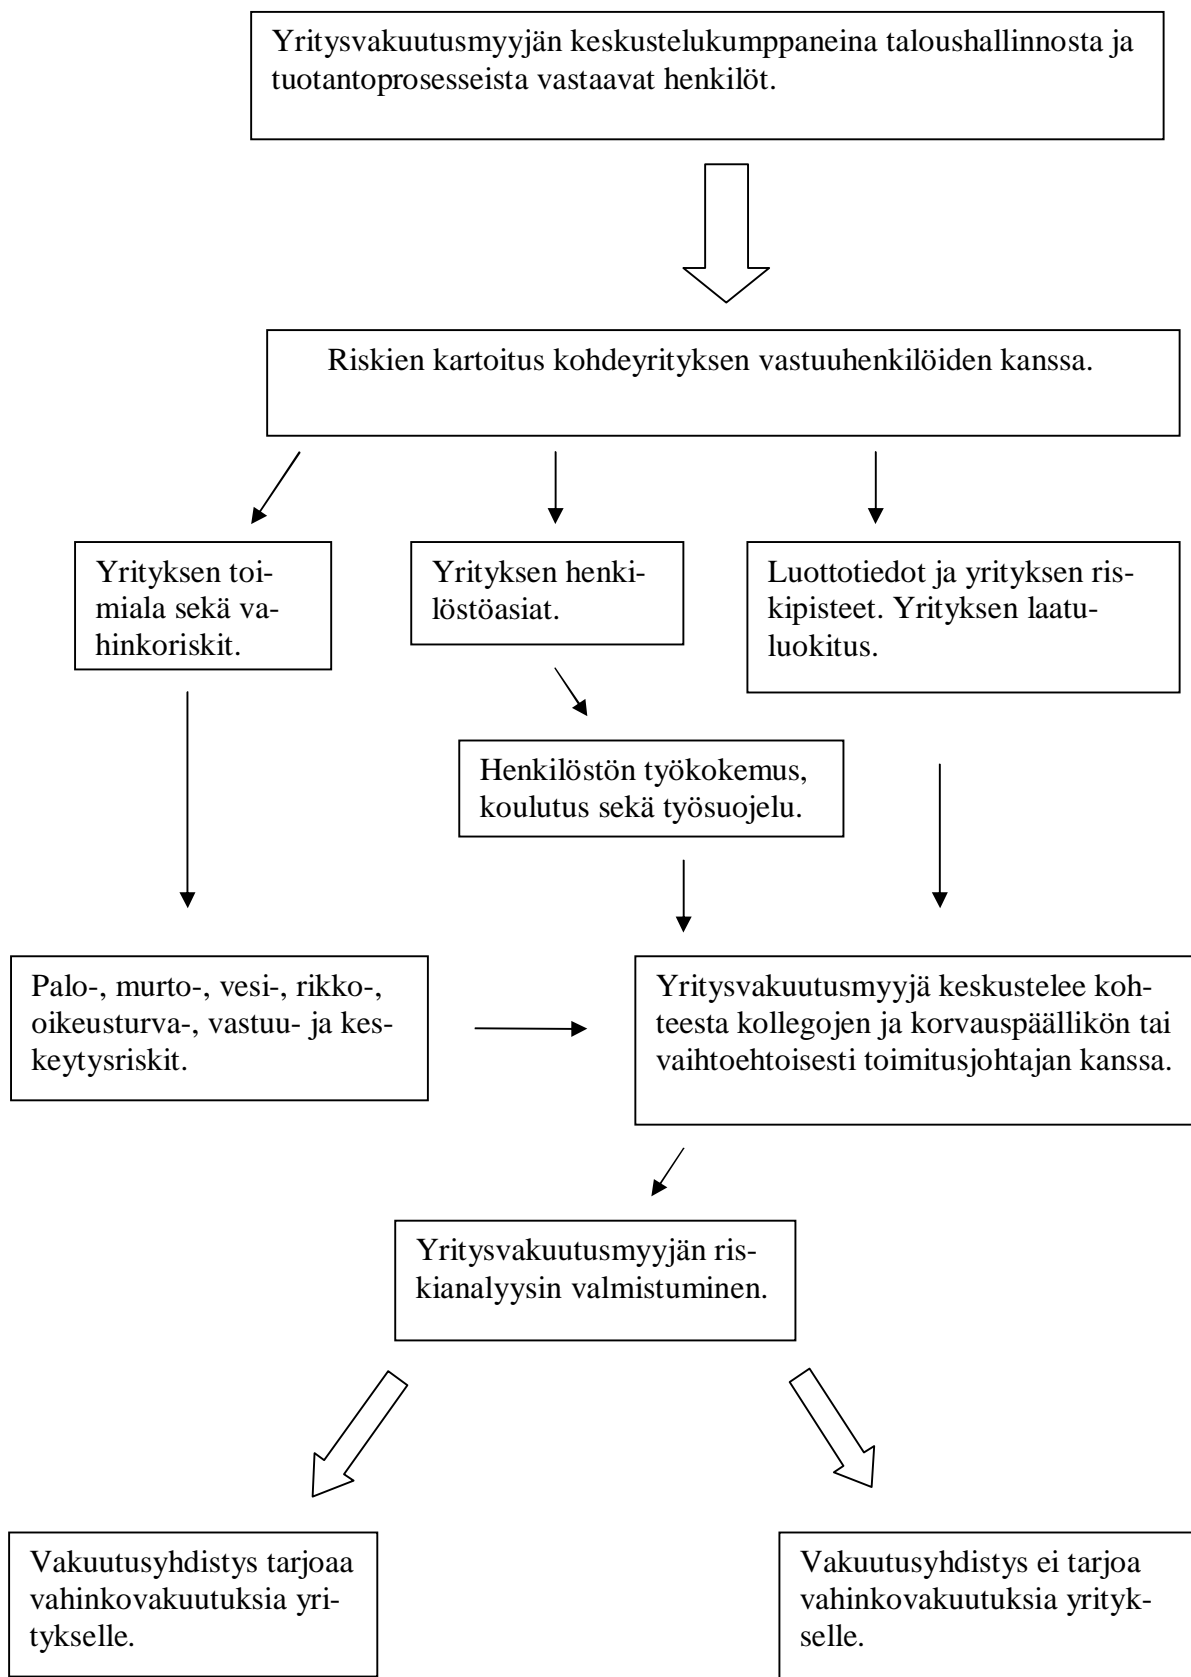 Yritysvakuutusmyyjän keskustelukumppaneina taloushallinnosta ja
tuotantoprosesseista vastaavat henkilöt.
Riskien kartoitus kohdeyrityksen vastuuhenkilöiden kanssa.
Yrityksen toi-
miala sekä va-
hinkoriskit.
Yrityksen henki-
löstöasiat.
Luottotiedot ja yrityksen ris-
kipisteet. Yrityksen laatu-
luokitus.
Henkilöstön työkokemus,
koulutus sekä työsuojelu.
Palo-, murto-, vesi-, rikko-,
oikeusturva-, vastuu- ja kes-
keytysriskit.
Yritysvakuutusmyyjä keskustelee koh-
teesta kollegojen ja korvauspäällikön tai
vaihtoehtoisesti toimitusjohtajan kanssa.
Yritysvakuutusmyyjän ris-
kianalyysin valmistuminen.
Vakuutusyhdistys tarjoaa
vahinkovakuutuksia yri-
tykselle.
Vakuutusyhdistys ei tarjoa
vahinkovakuutuksia yrityk-
selle.